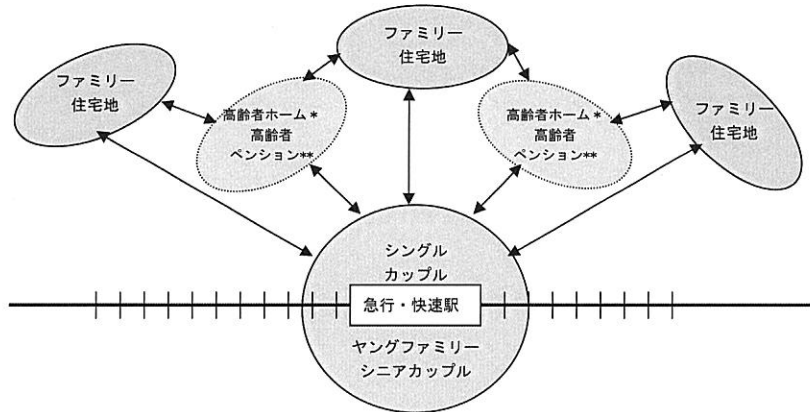 ファミリー
住宅地
ファミリー
住宅地
ファミリー
住宅地
高齢者ホーム*
高齢者
ペンション**
高齢者ホーム*
高齢者
ペンション**
シングル
カップル
急行・快速駅
ヤングファミリー
シニアカップル